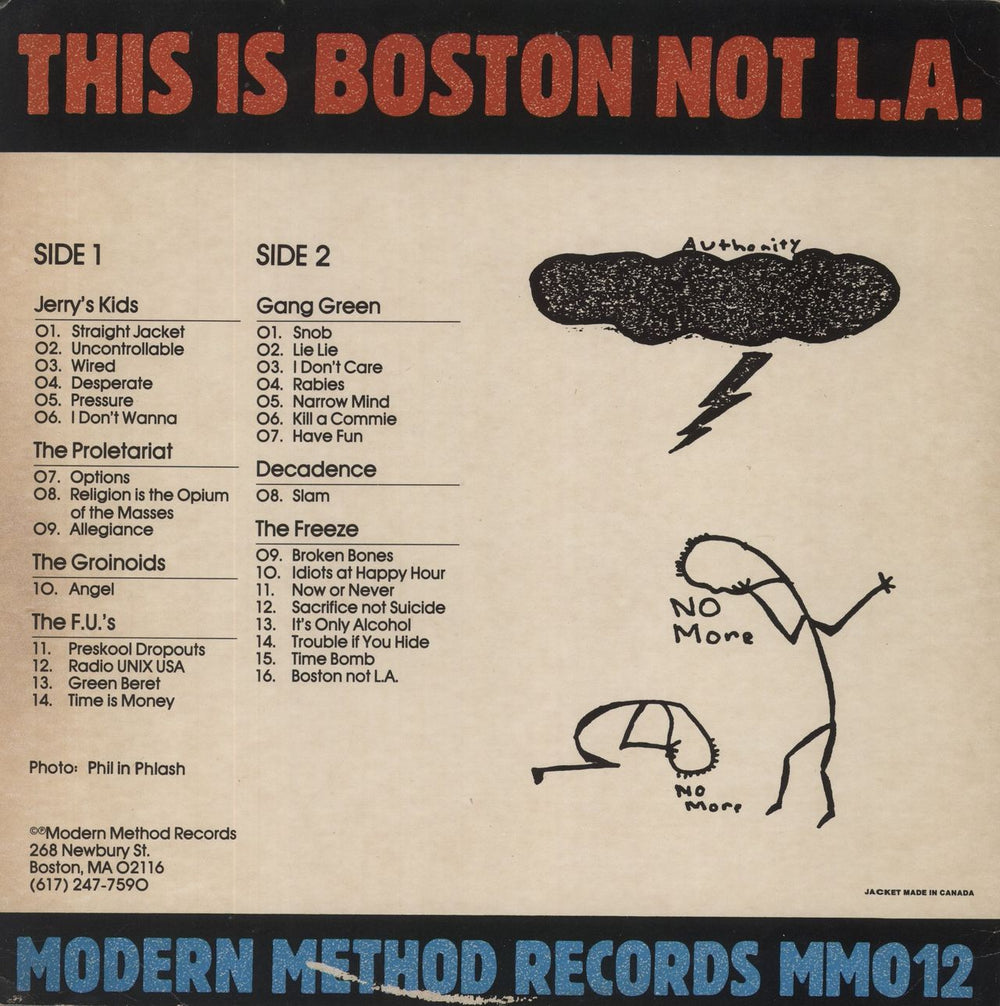 THIS IS BOSTON NOT L.A.
SIDE 1
Jerry's Kids
01. Straight Jacket
02. Uncontrollable
03. Wired
04. Desperate
05. Pressure
06. I Don't Wanna
The Proletariat
07. Options
08. Religion is the Opium
of the Masses
09. Allegiance
The Groinoids
10. Angel
The F.U.'s
11. Preskool Dropouts
12. Radio UNIX USA
13. Green Beret
14. Time is Money
Photo: Phil in Phlash
©℗Modern Method Records
268 Newbury St.
Boston, MA 02116
(617) 247-7590
SIDE 2
Gang Green
01. Snob
02. Lie Lie
03. I Don't Care
04. Rabies
05. Narrow Mind
06. Kill a Commie
07. Have Fun
Decadence
08. Slam
The Freeze
09. Broken Bones
10. Idiots at Happy Hour
11. Now or Never
12. Sacrifice not Suicide
13. It's Only Alcohol
14. Trouble if You Hide
15. Time Bomb
16. Boston not L.A.
Authority
NO
More
NO
More
JACKET MADE IN CANADA
MODERN METHOD RECORDS MM012